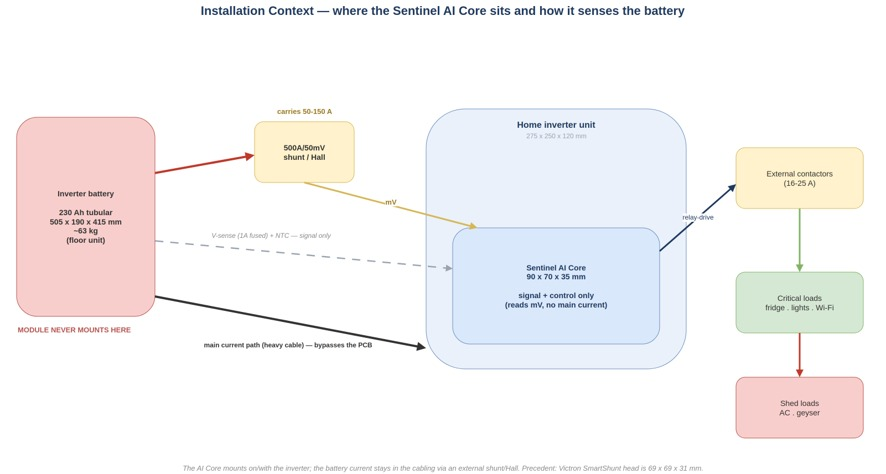 Installation Context — where the Sentinel AI Core sits and how it senses the battery
carries 50-150 A
500A/50mV
shunt / Hall
Home inverter unit
275 x 250 x 120 mm
Inverter battery
230 Ah tubular
505 x 190 x 415 mm
~63 kg
(floor unit)
MODULE NEVER MOUNTS HERE
mV
V-sense (1A fused) + NTC — signal only
main current path (heavy cable) — bypasses the PCB
Sentinel AI Core
90 x 70 x 35 mm
signal + control only
(reads mV, no main current)
relay-drive
External contactors
(16-25 A)
Critical loads
fridge . lights . Wi-Fi
Shed loads
AC . geyser
The AI Core mounts on/with the inverter; the battery current stays in the cabling via an external shunt/Hall. Precedent: Victron SmartShunt head is 69 x 69 x 31 mm.